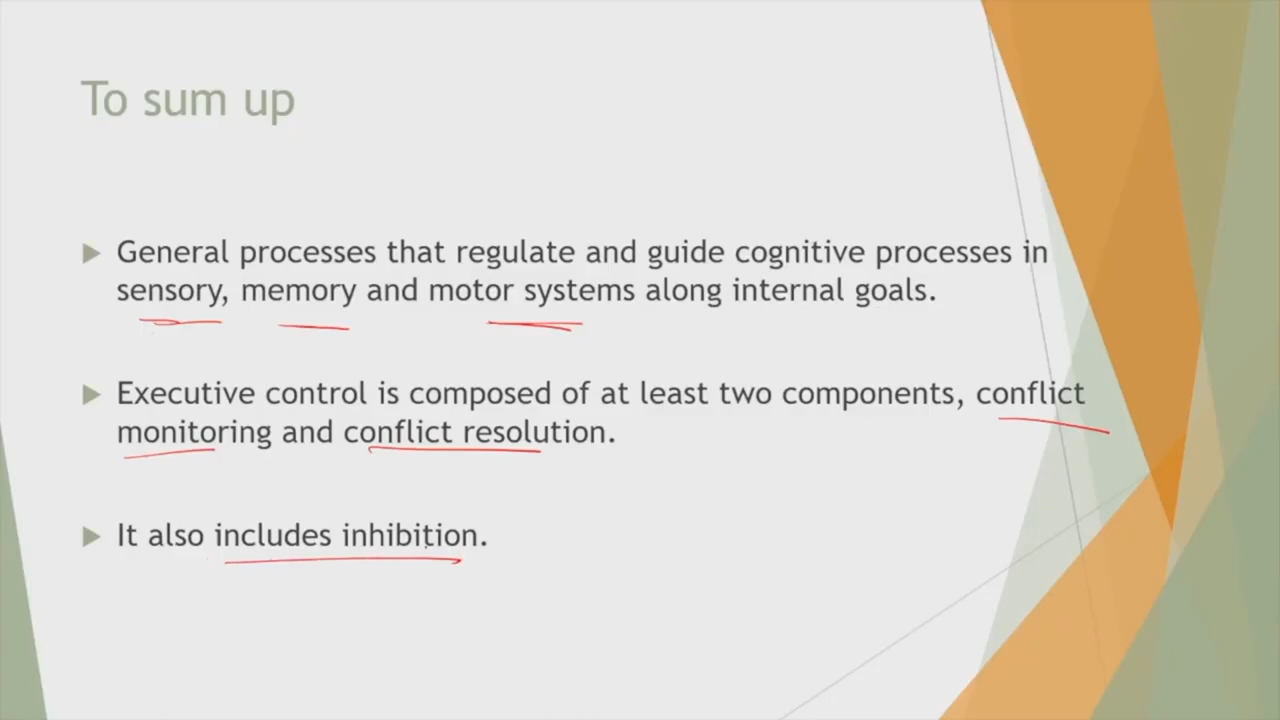 To sum up
General processes that regulate and guide cognitive processes in
sensory, memory and motor systems along internal goals.
Executive control is composed of at least two components, conflict
monitoring and conflict resolution.
It also includes inhibition.